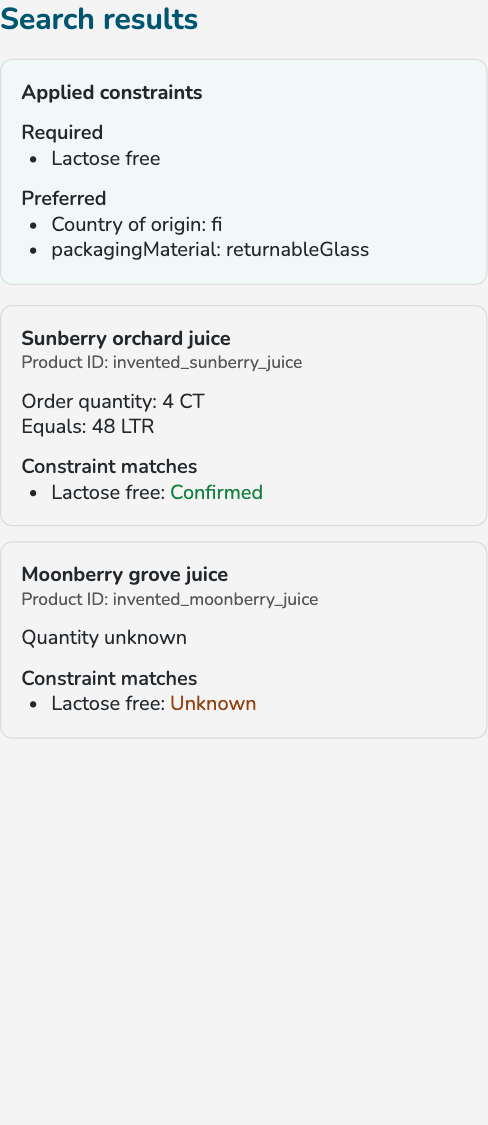 Search results
Applied constraints
Required
• Lactose free
Preferred
• Country of origin: fi
• packagingMaterial: returnableGlass
Sunberry orchard juice
Product ID: invented_sunberry_juice
Order quantity: 4 CT
Equals: 48 LTR
Constraint matches
• Lactose free: Confirmed
Moonberry grove juice
Product ID: invented_moonberry_juice
Quantity unknown
Constraint matches
• Lactose free: Unknown